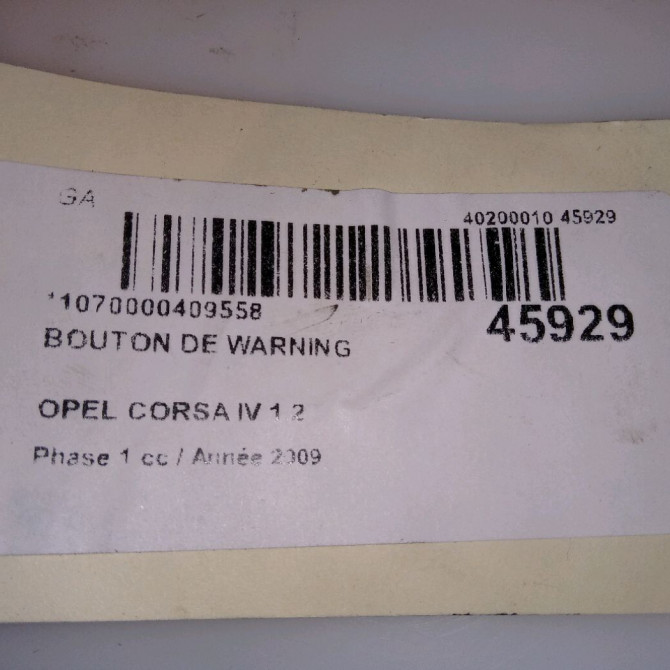 GA
40200010 45929
*1070000409558
45929
BOUTON DE WARNING
OPEL CORSA IV 1 2
Phase 1 cc / Année 2009